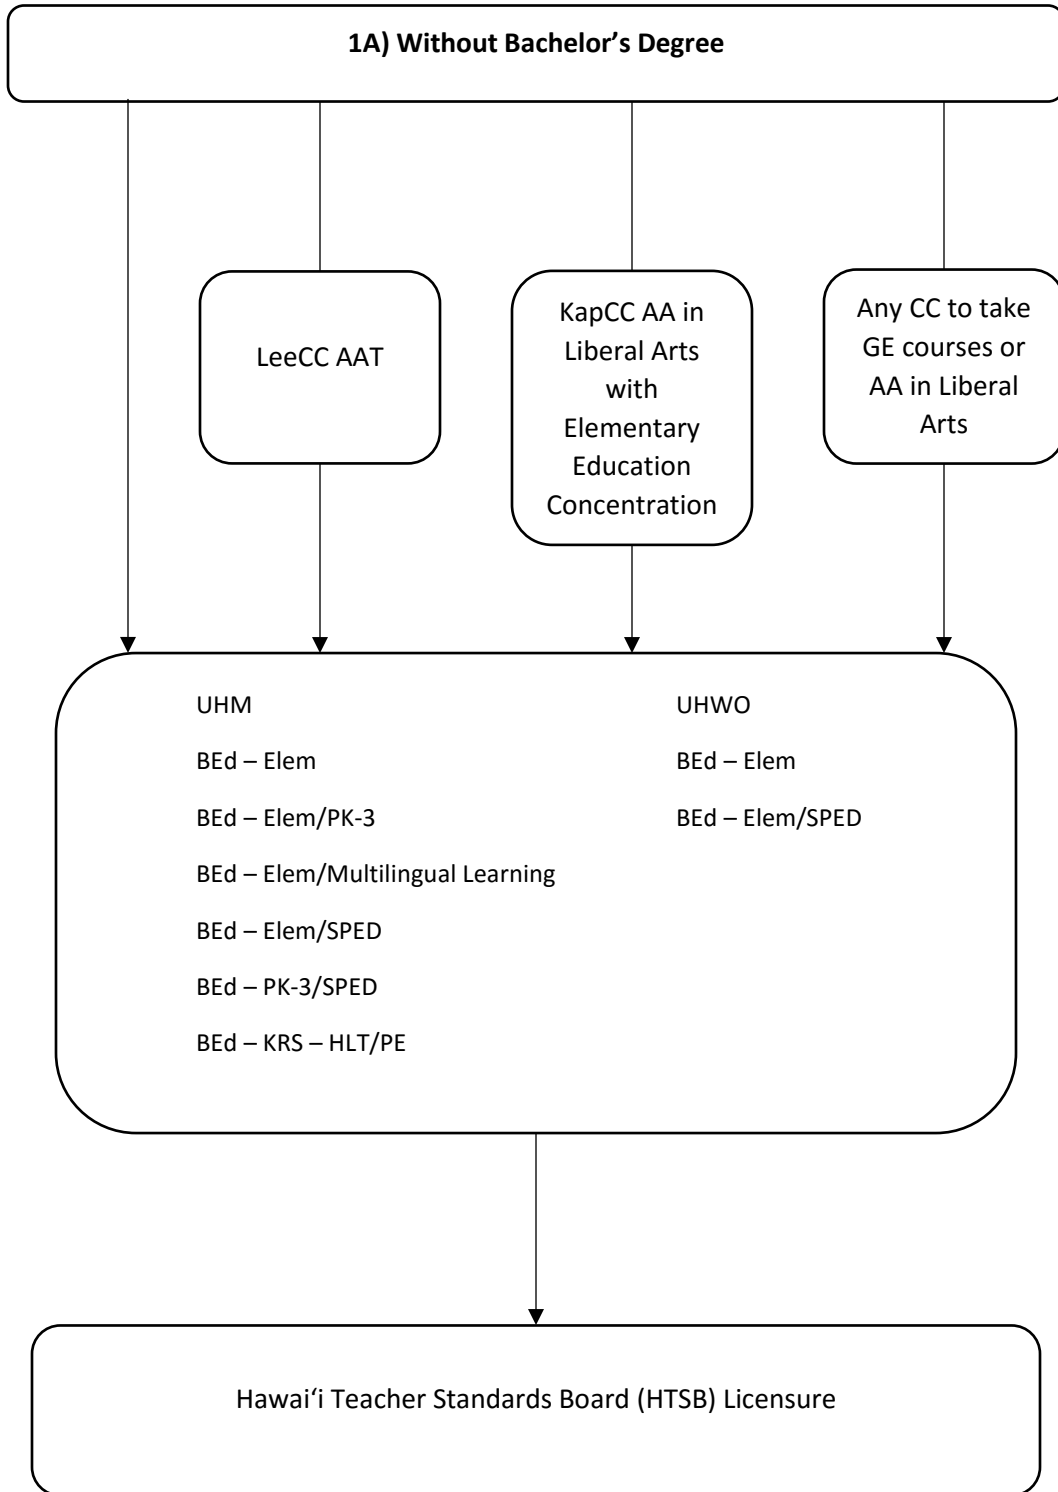 1A) Without Bachelor’s Degree
LeeCC AAT
KapCC AA in
Liberal Arts
with
Elementary
Education
Concentration
Any CC to take
GE courses or
AA in Liberal
Arts
UHM
BEd – Elem
BEd – Elem/PK-3
BEd – Elem/Multilingual Learning
BEd – Elem/SPED
BEd – PK-3/SPED
BEd – KRS – HLT/PE
UHWO
BEd – Elem
BEd – Elem/SPED
Hawai‘i Teacher Standards Board (HTSB) Licensure